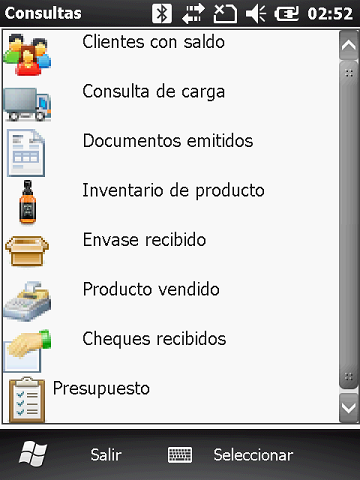 Consultas 02:52
Clientes con saldo
Consulta de carga
Documentos emitidos
Inventario de producto
Envase recibido
Producto vendido
Cheques recibidos
Presupuesto
Salir Seleccionar